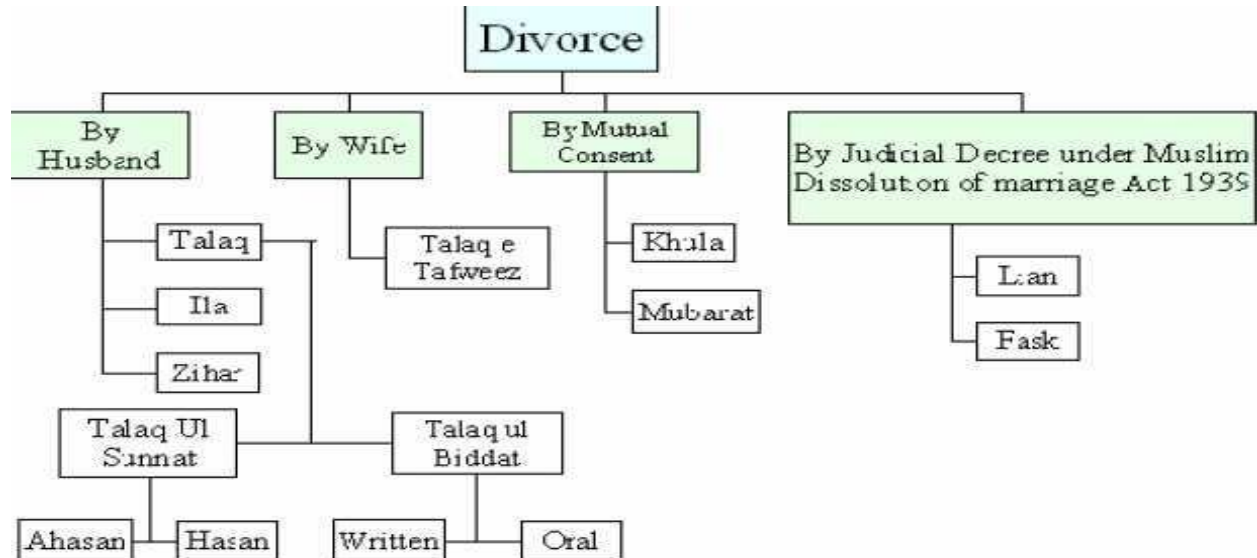 Divorce
By
Husband
By Wife
By Mutual
Consent
By Judicial Decree under Muslim
Dissolution of marriage Act 1939
Talaq
Ila
Zihar
Talaq e
Tafweez
Khula
Mubarat
Lian
Fask
Talaq Ul
Sunnat
Talaq ul
Biddat
Ahasan
Hasan
Written
Oral